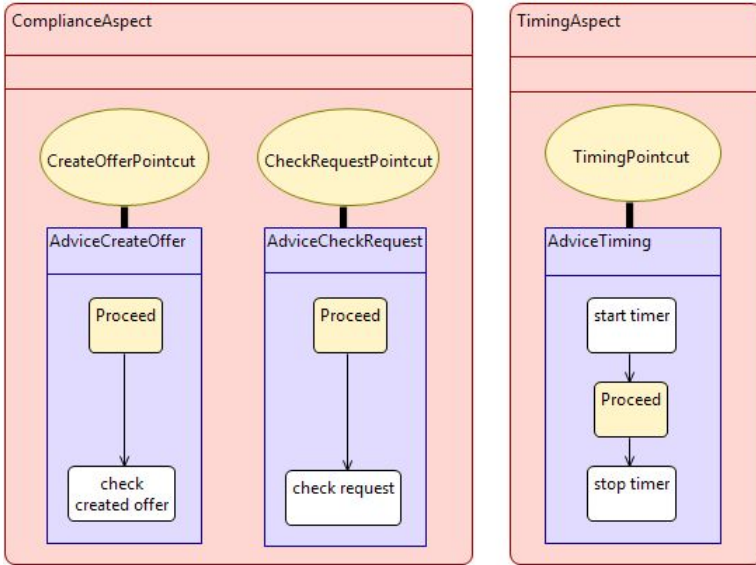 ComplianceAspect
CreateOfferPointcut
CheckRequestPointcut
AdviceCreateOffer
AdviceCheckRequest
Proceed
Proceed
check
created offer
check request
TimingAspect
TimingPointcut
AdviceTiming
start timer
Proceed
stop timer